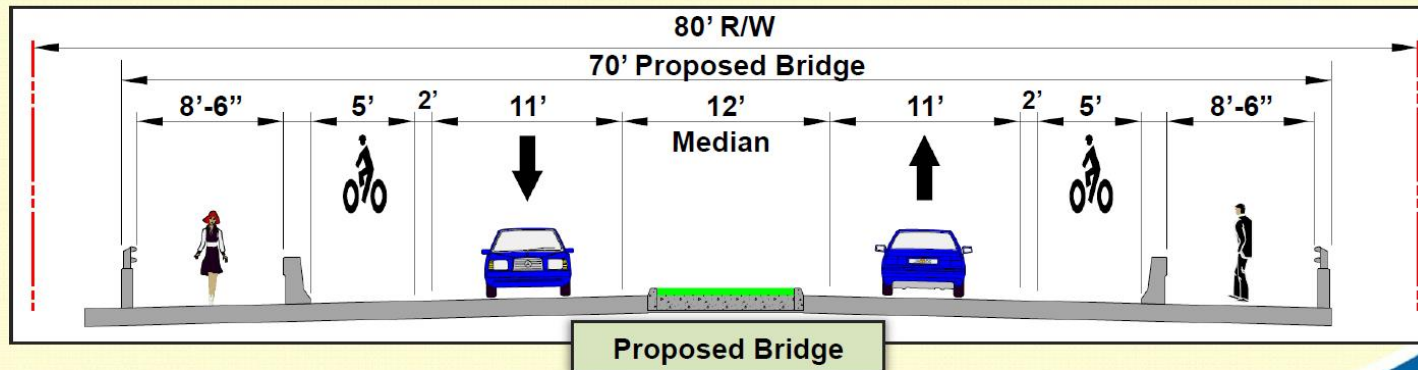 80’ R/W
70’ Proposed Bridge
8’-6” 5’ 2’ 11’ 12’ 11’ 2’ 5’ 8’-6”
Median
Proposed Bridge